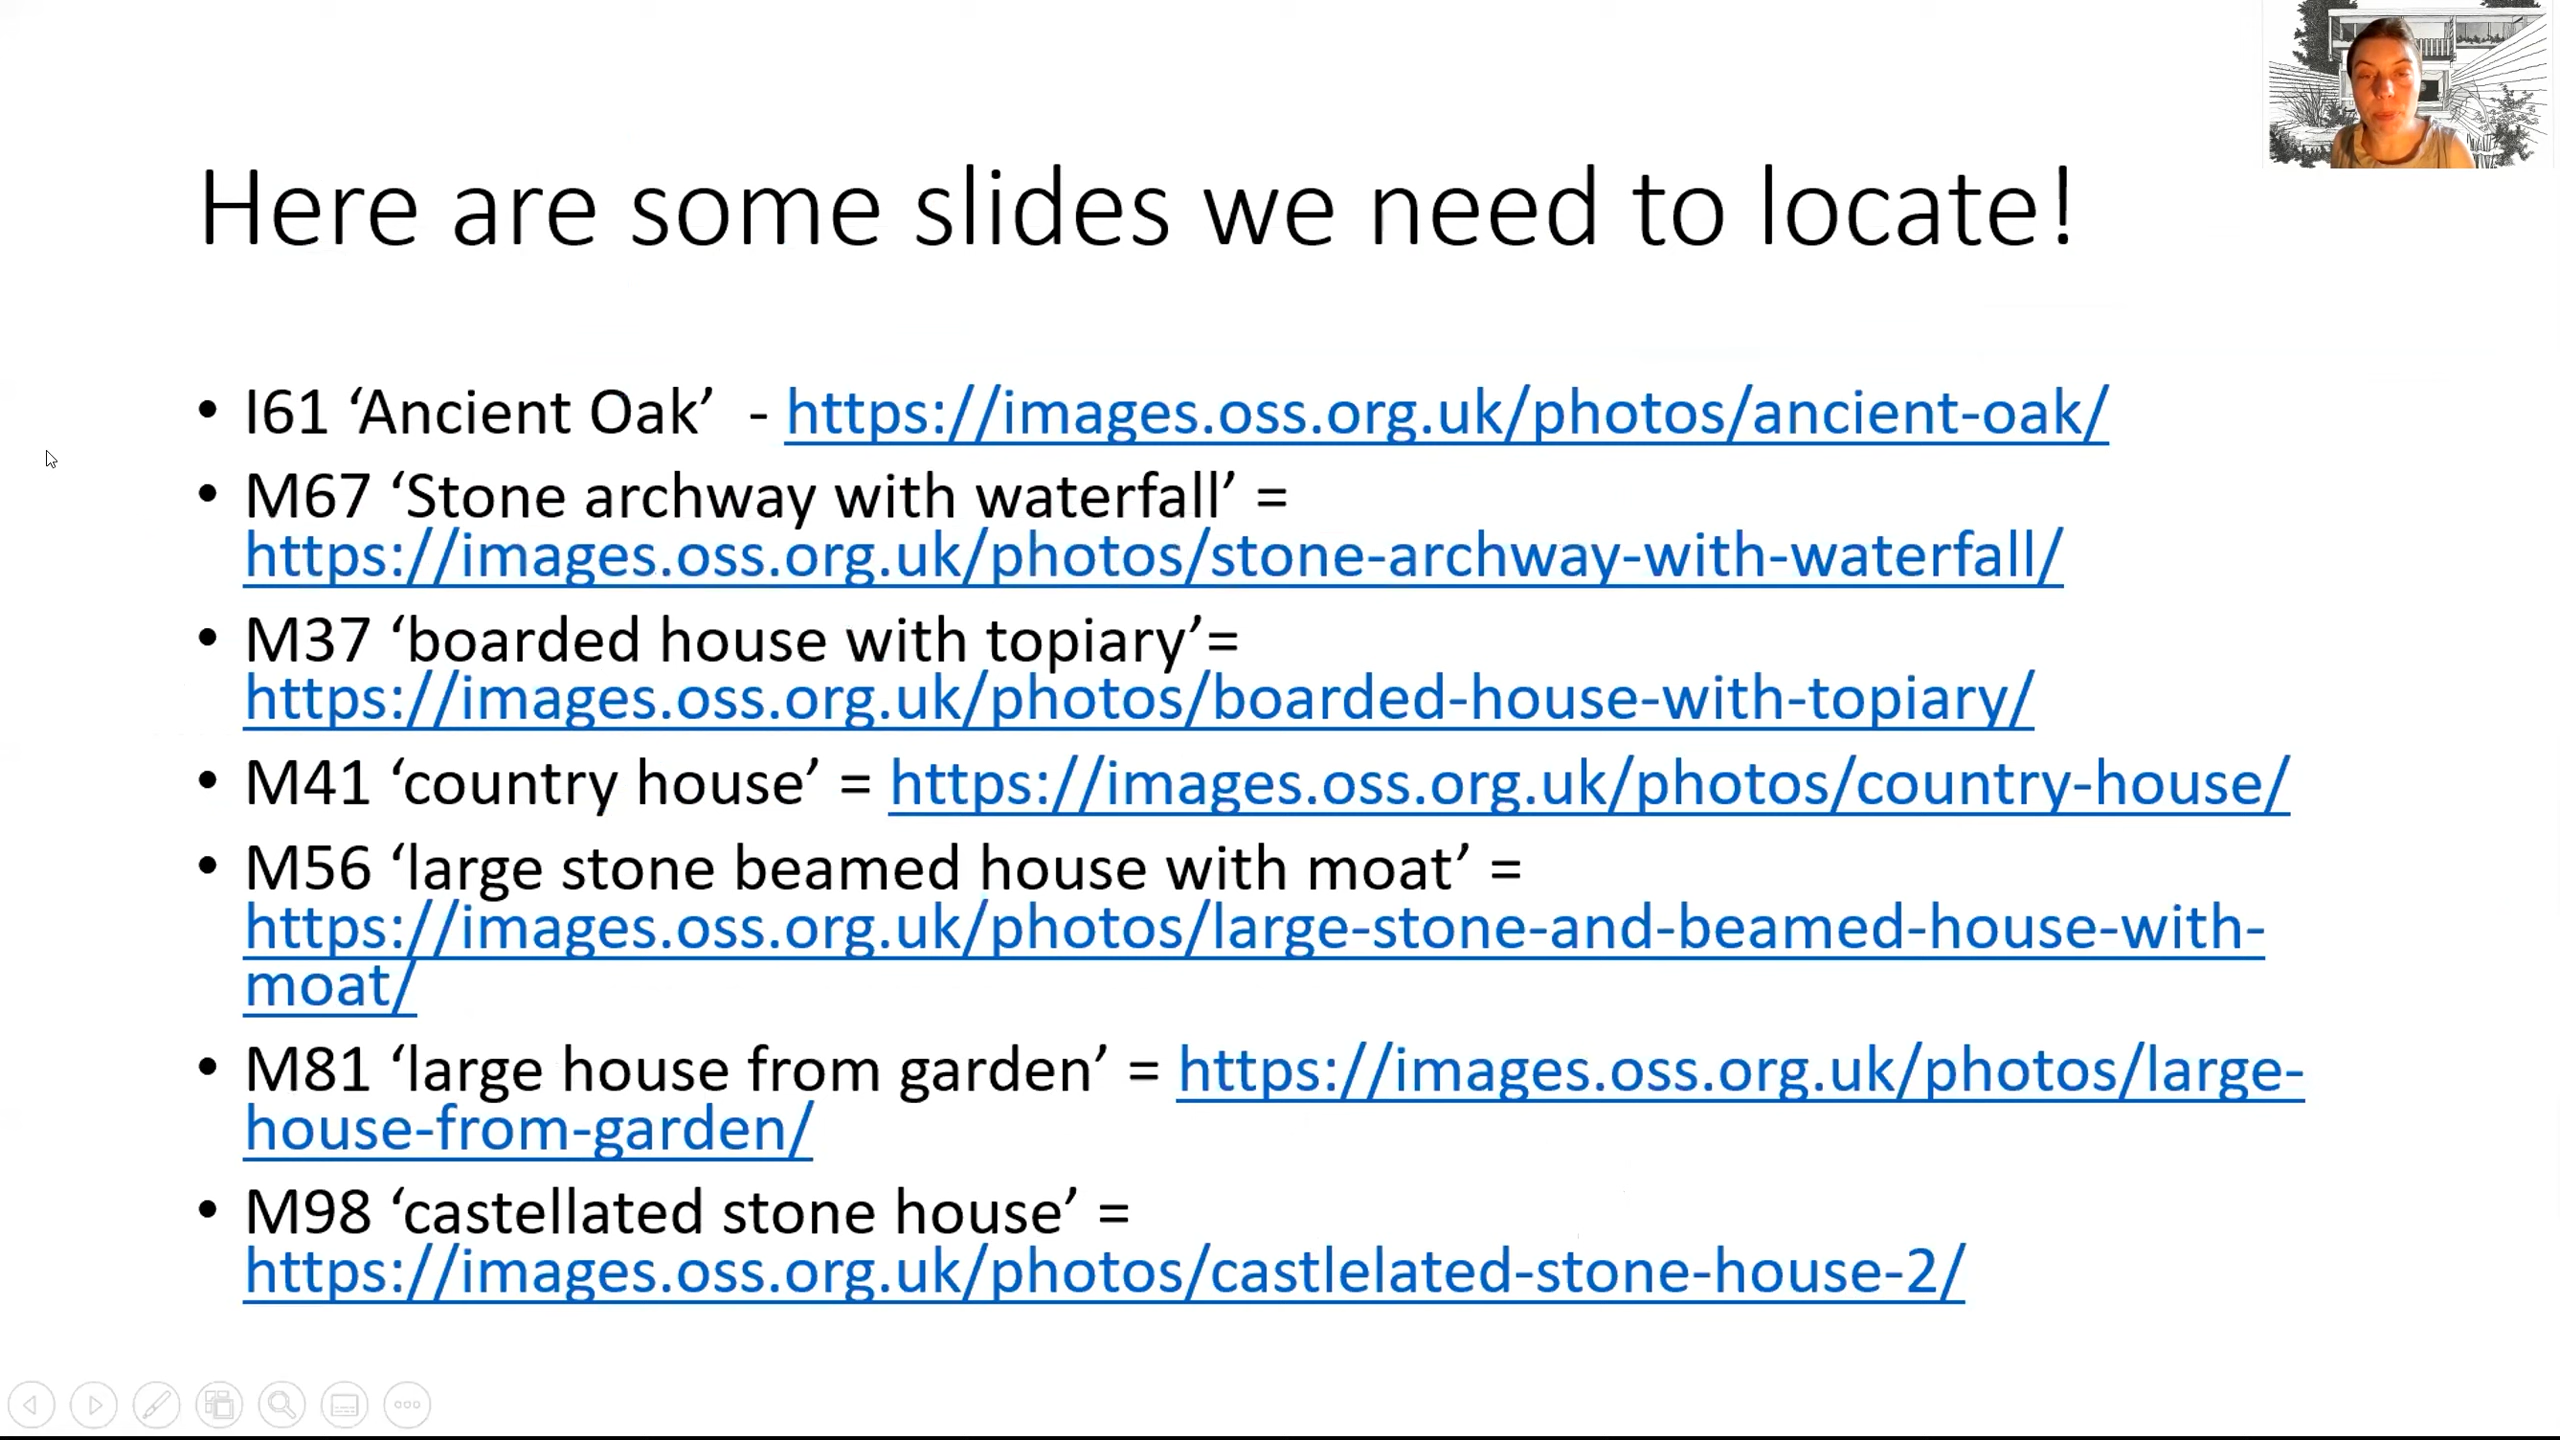 Here are some slides we need to locate!
• I61 ‘Ancient Oak’  - https://images.oss.org.uk/photos/ancient-oak/
• M67 ‘Stone archway with waterfall’ =
https://images.oss.org.uk/photos/stone-archway-with-waterfall/
• M37 ‘boarded house with topiary’=
https://images.oss.org.uk/photos/boarded-house-with-topiary/
• M41 ‘country house’ = https://images.oss.org.uk/photos/country-house/
• M56 ‘large stone beamed house with moat’ =
https://images.oss.org.uk/photos/large-stone-and-beamed-house-with-
moat/
• M81 ‘large house from garden’ = https://images.oss.org.uk/photos/large-
house-from-garden/
• M98 ‘castellated stone house’ =
https://images.oss.org.uk/photos/castlelated-stone-house-2/